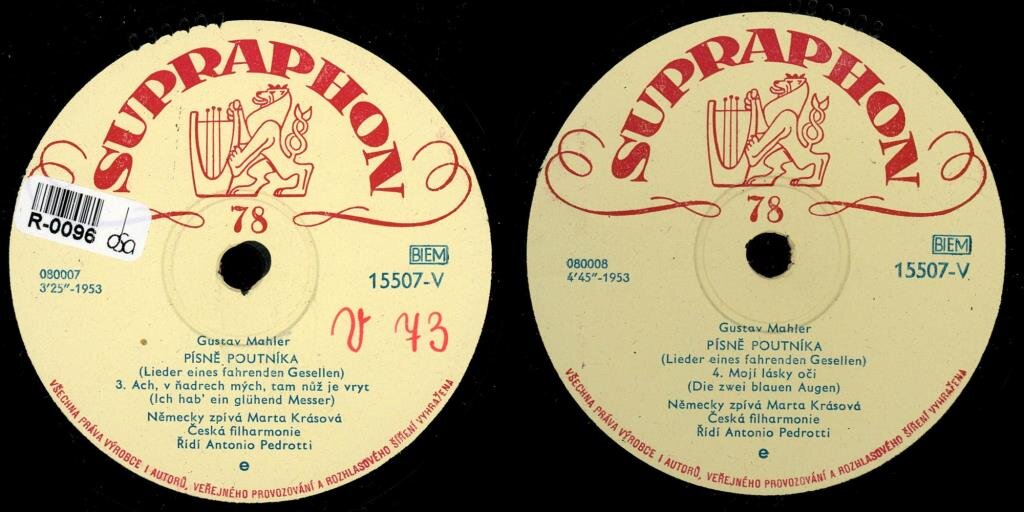 SUPRAPHON
78
R-0096 osa
BIEM
15507-V
080007
3'25"-1953
V 73
Gustav Mahler
PÍSNĚ POUTNÍKA
(Lieder eines fahrenden Gesellen)
3. Ach, v ňadrech mých, tam nůž je vryt
(Ich hab' ein glühend Messer)
Německy zpívá Marta Krásová
Česká filharmonie
Řídí Antonio Pedrotti
e
VŠECHNA PRÁVA VÝROBCE I AUTORŮ, VEŘEJNÉHO PROVOZOVÁNÍ A ROZHLASOVÉHO ŠÍŘENÍ VYHRAŽENA
SUPRAPHON
78
BIEM
15507-V
080008
4'45"-1953
Gustav Mahler
PÍSNĚ POUTNÍKA
(Lieder eines fahrenden Gesellen)
4. Mojí lásky oči
(Die zwei blauen Augen)
Německy zpívá Marta Krásová
Česká filharmonie
Řídí Antonio Pedrotti
e
VŠECHNA PRÁVA VÝROBCE I AUTORŮ, VEŘEJNÉHO PROVOZOVÁNÍ A ROZHLASOVÉHO ŠÍŘENÍ VYHRAŽENA